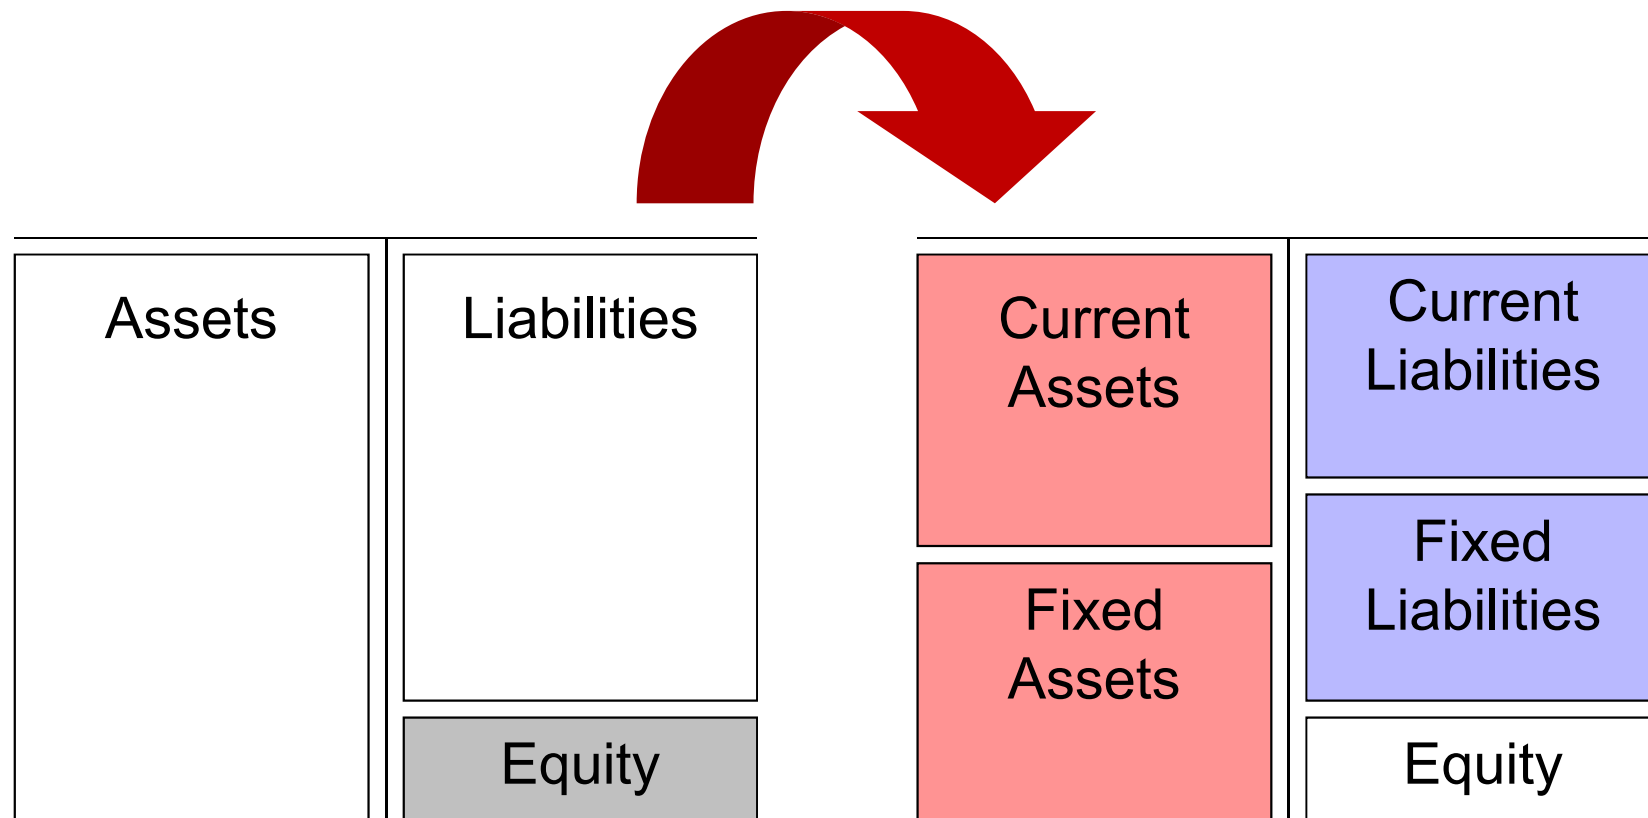 Assets
Liabilities
Equity
Current
Assets
Fixed
Assets
Current
Liabilities
Fixed
Liabilities
Equity